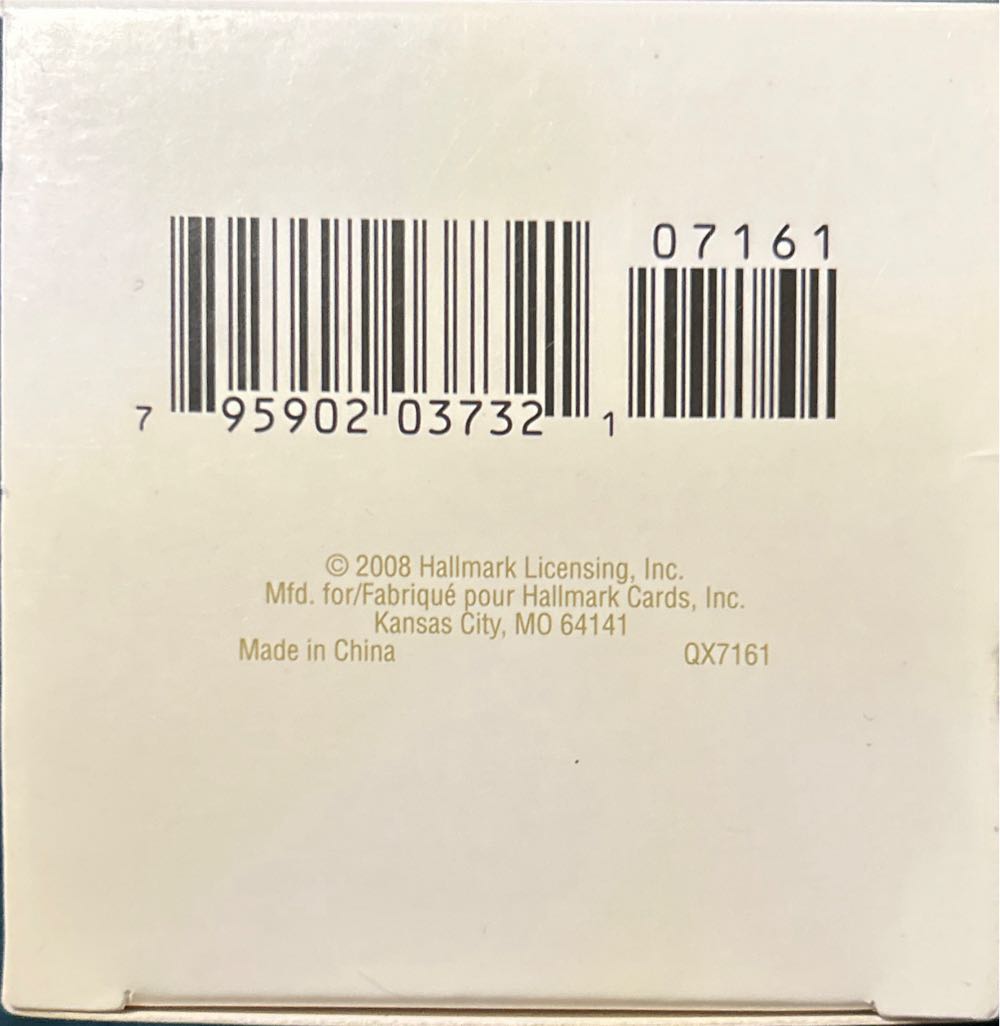 07161
7 95902 03732 1
© 2008 Hallmark Licensing, Inc.
Mfd. for/Fabriqué pour Hallmark Cards, Inc.
Kansas City, MO 64141
Made in China QX7161